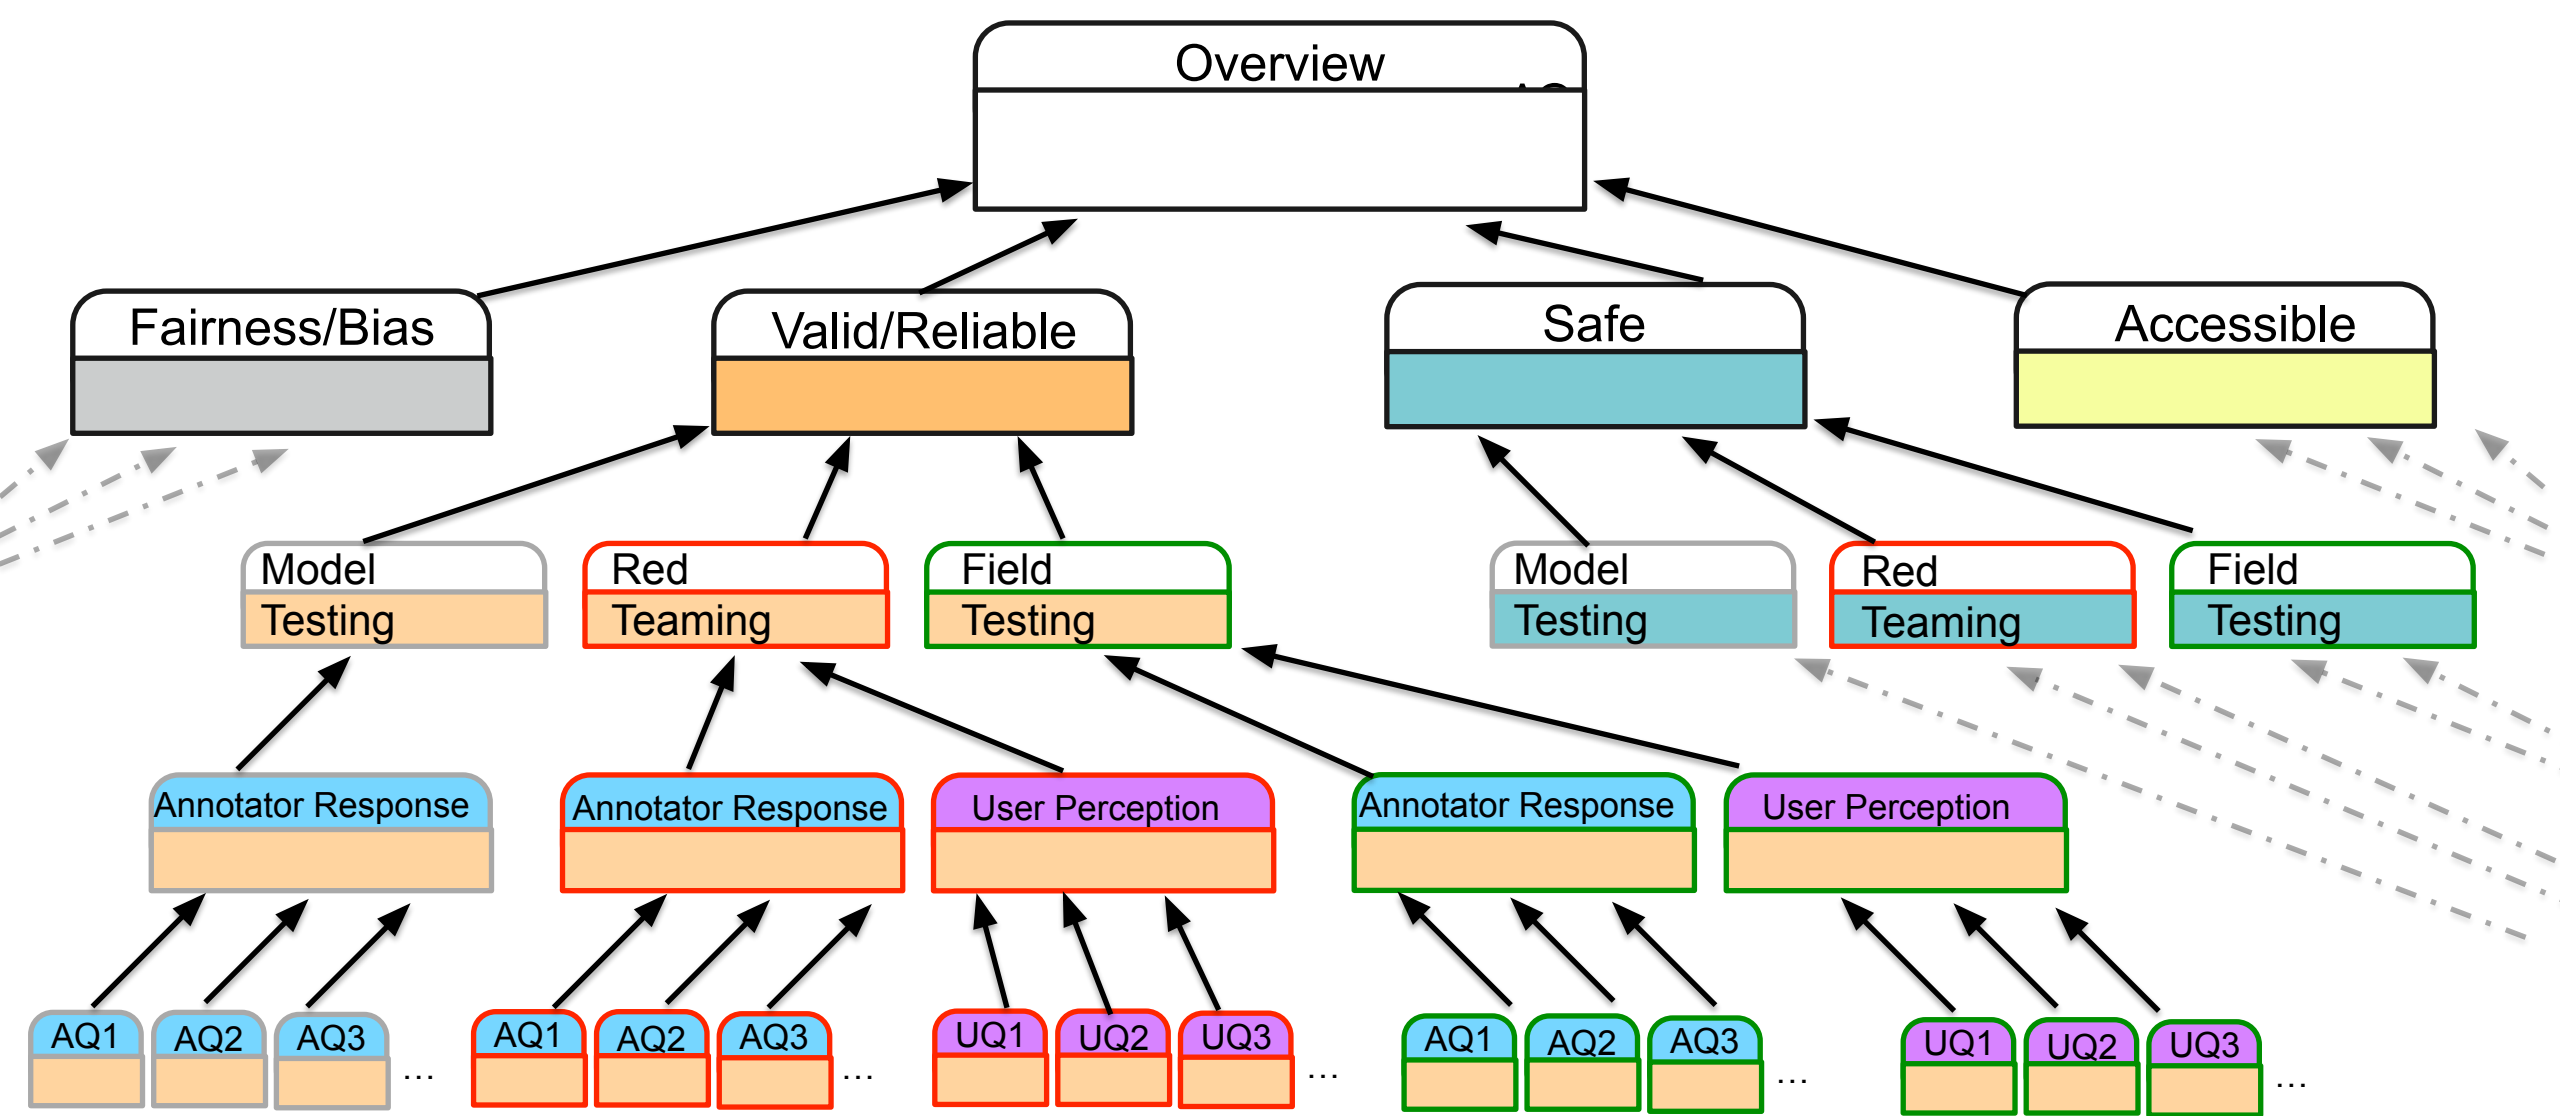 Overview
Fairness/Bias
Valid/Reliable
Safe
Accessible
Model
Testing
Red
Teaming
Field
Testing
Model
Testing
Red
Teaming
Field
Testing
Annotator Response
Annotator Response
User Perception
Annotator Response
User Perception
AQ1
AQ2
AQ3
...
AQ1
AQ2
AQ3
...
UQ1
UQ2
UQ3
...
AQ1
AQ2
AQ3
...
UQ1
UQ2
UQ3
...